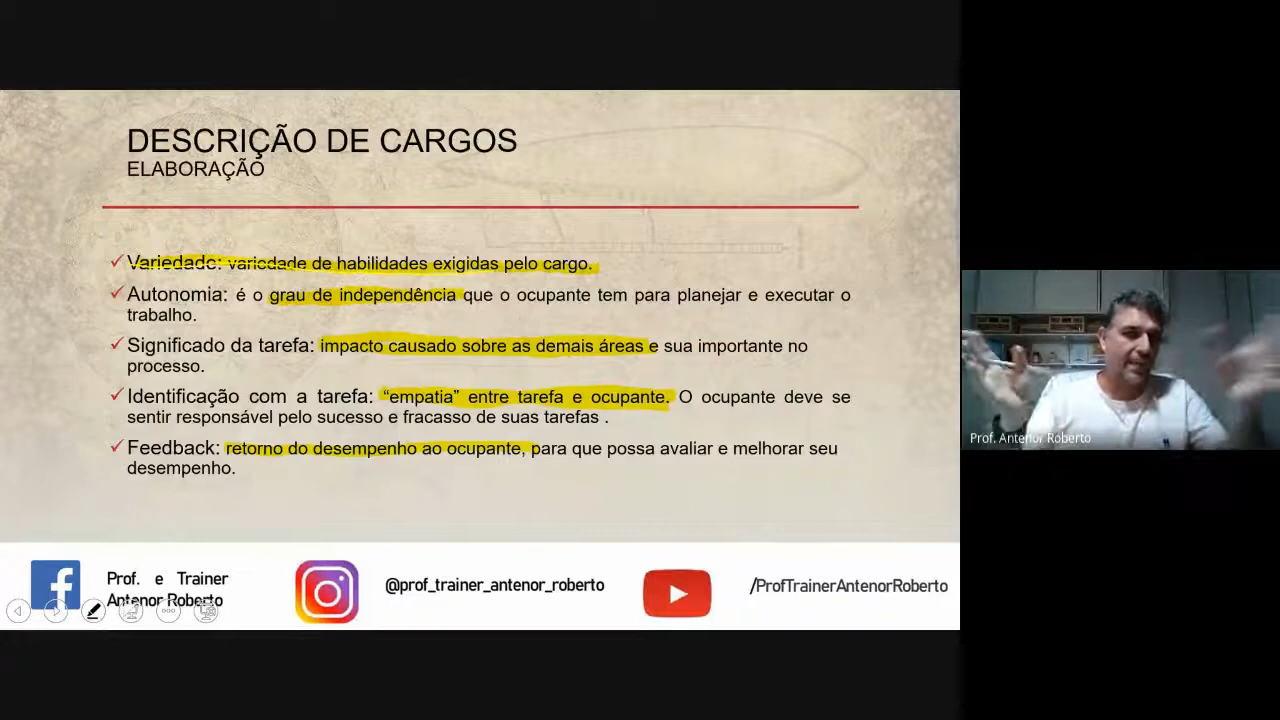 DESCRIÇÃO DE CARGOS
ELABORAÇÃO
Variedade: variedade de habilidades exigidas pelo cargo.
Autonomia: é o grau de independência que o ocupante tem para planejar e executar o
trabalho.
Significado da tarefa: impacto causado sobre as demais áreas e sua importante no
processo.
Identificação com a tarefa: “empatia” entre tarefa e ocupante. O ocupante deve se
sentir responsável pelo sucesso e fracasso de suas tarefas .
Feedback: retorno do desempenho ao ocupante, para que possa avaliar e melhorar seu
desempenho.
Prof. e Trainer
Antenor Roberto
@prof_trainer_antenor_roberto
/ProfTrainerAntenorRoberto
Prof. Antenor Roberto